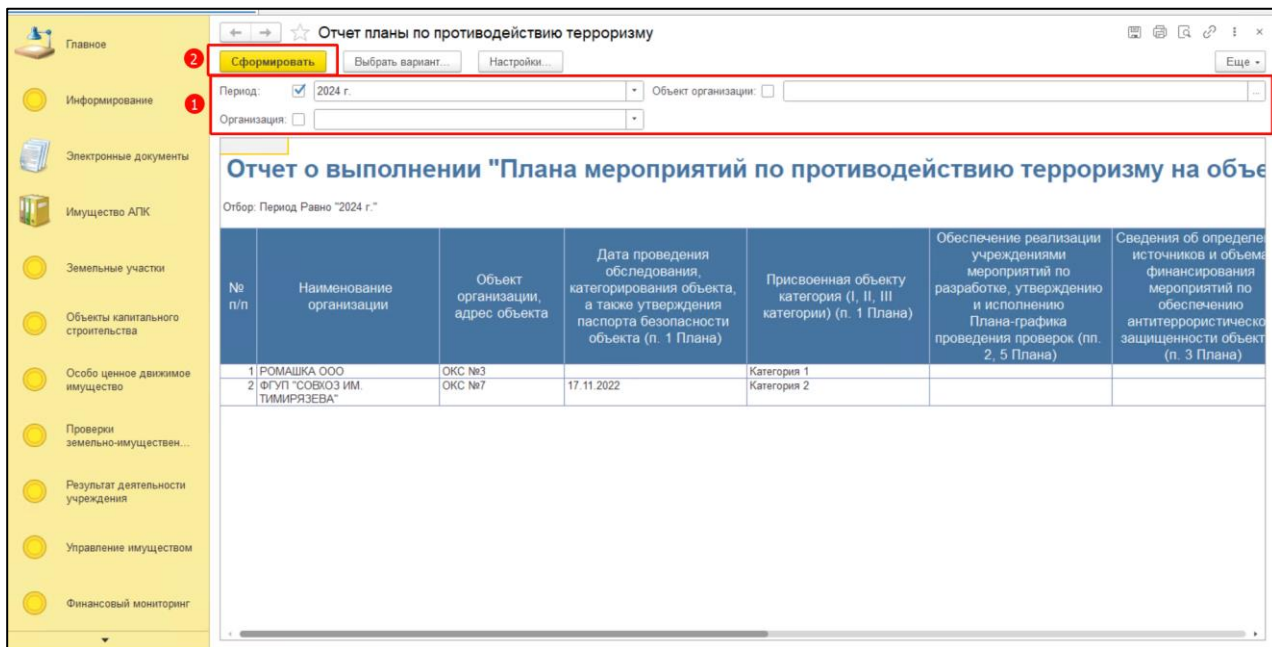 Главное
Информирование
Электронные документы
Имущество АПК
Земельные участки
Объекты капитального
строительства
Особо ценное движимое
имущество
Проверки
земельно-имуществен...
Результат деятельности
учреждения
Управление имуществом
Финансовый мониторинг
Отчет планы по противодействию терроризму
2
Сформировать
Выбрать вариант...
Настройки...
Еще
1
Период:
2024 г.
Объект организации:
...
Организация:
Отчет о выполнении "Плана мероприятий по противодействию терроризму на объе
Отбор: Период Равно "2024 г."
№
п/п
Наименование
организации
Объект
организации,
адрес объекта
Дата проведения
обследования,
категорирования объекта,
а также утверждения
паспорта безопасности
объекта (п. 1 Плана)
Присвоенная объекту
категория (I, II, III
категории) (п. 1 Плана)
Обеспечение реализации
учреждениями
мероприятий по
разработке, утверждению
и исполнению
Плана-графика
проведения проверок (пп.
2, 5 Плана)
Сведения об определе
источников и объема
финансирования
мероприятий по
обеспечению
антитеррористическо
защищенности объект
(п. 3 Плана)
1 РОМАШКА ООО ОКС №3 Категория 1
2 ФГУП "СОВХОЗ ИМ. ОКС №7 17.11.2022 Категория 2
ТИМИРЯЗЕВА"